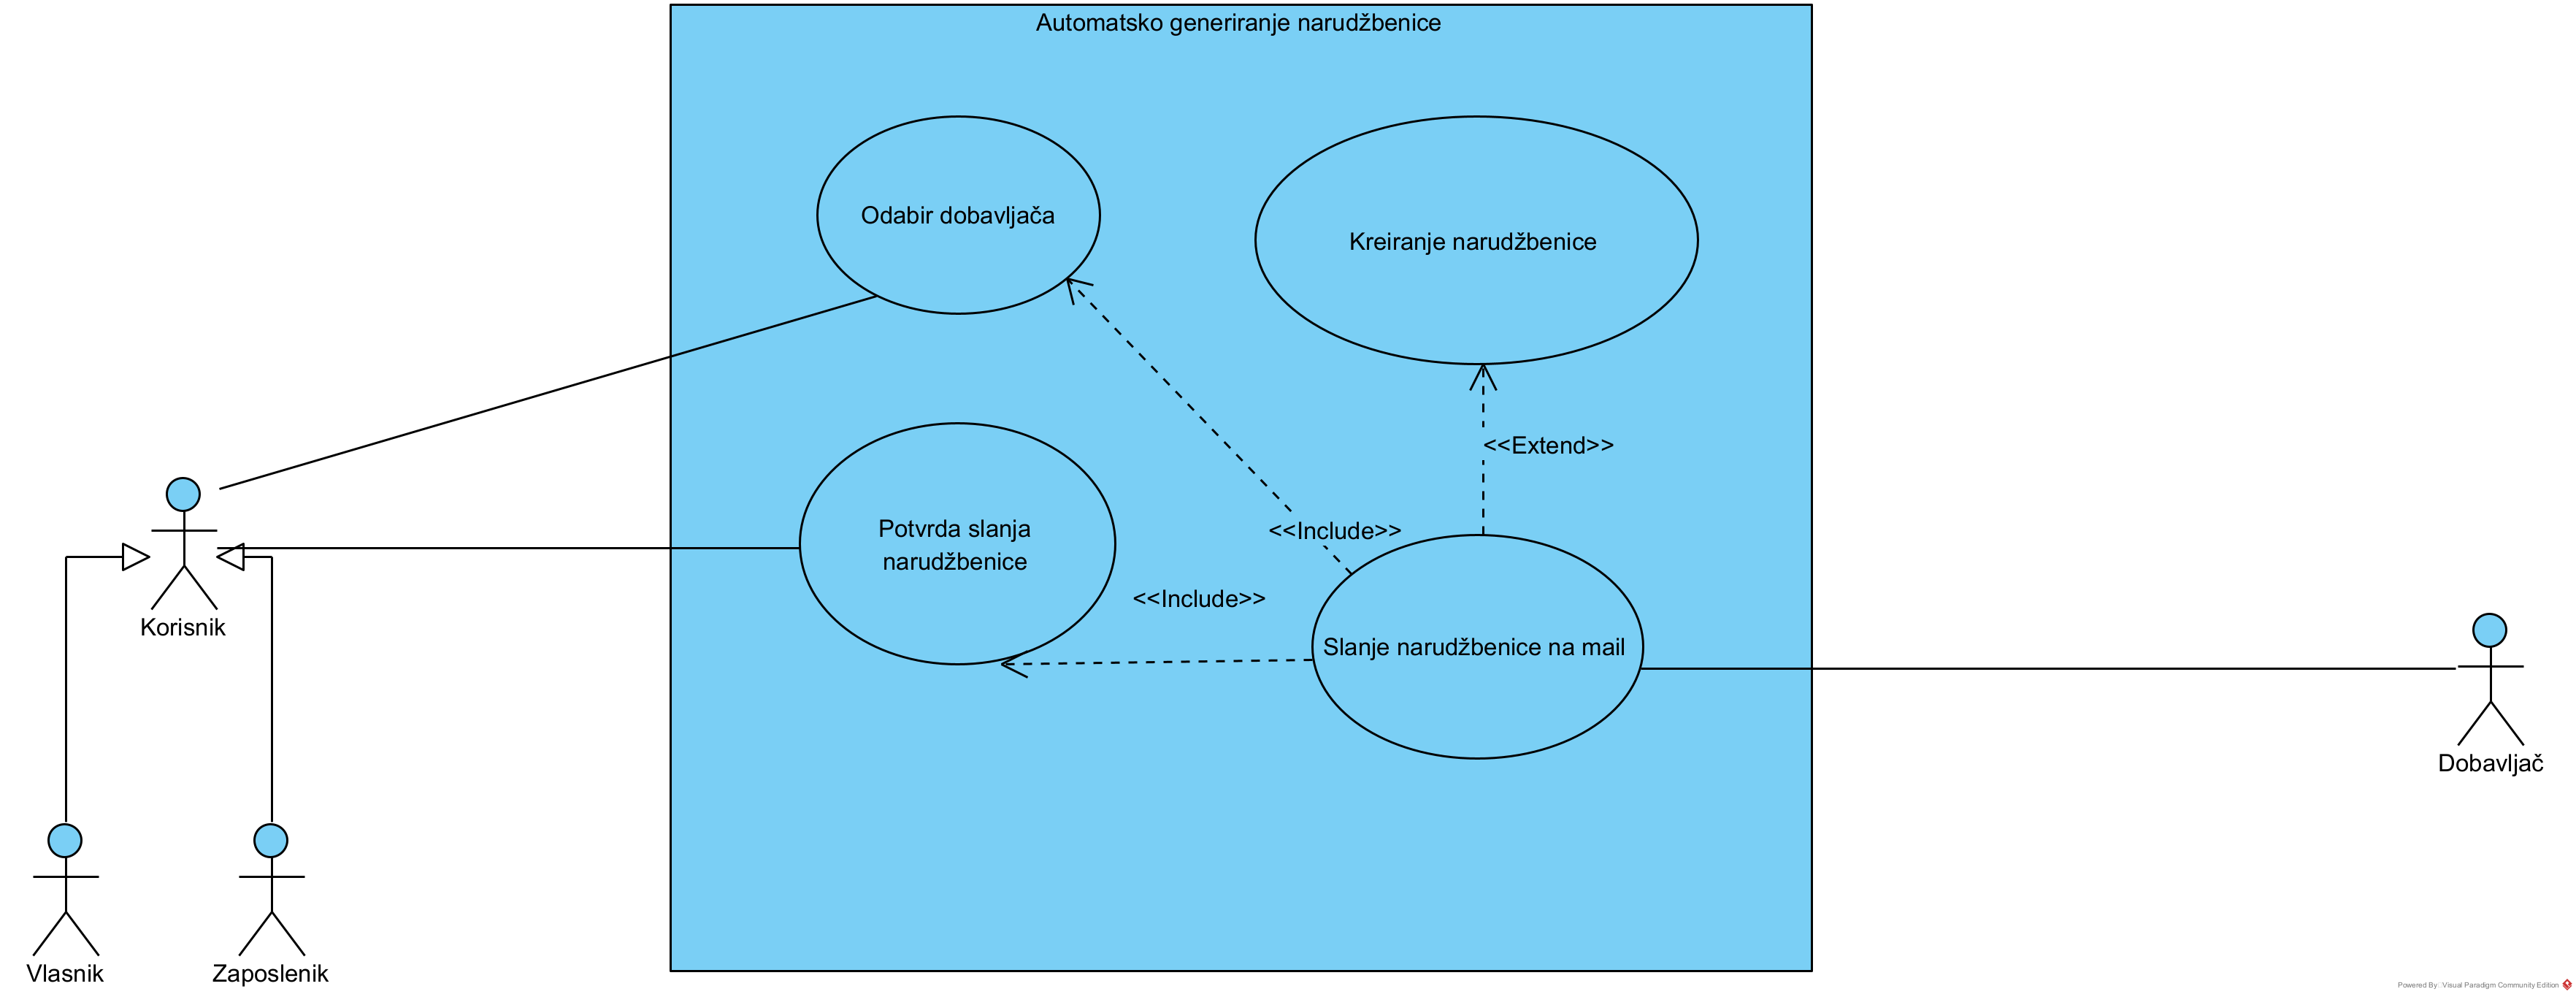 Automatsko generiranje narudžbenice
Odabir dobavljača
Kreiranje narudžbenice
<<Extend>>
Potvrda slanja
narudžbenice
<<Include>>
<<Include>>
Slanje narudžbenice na mail
Korisnik
Dobavljač
Vlasnik
Zaposlenik
Powered By Visual Paradigm Community Edition